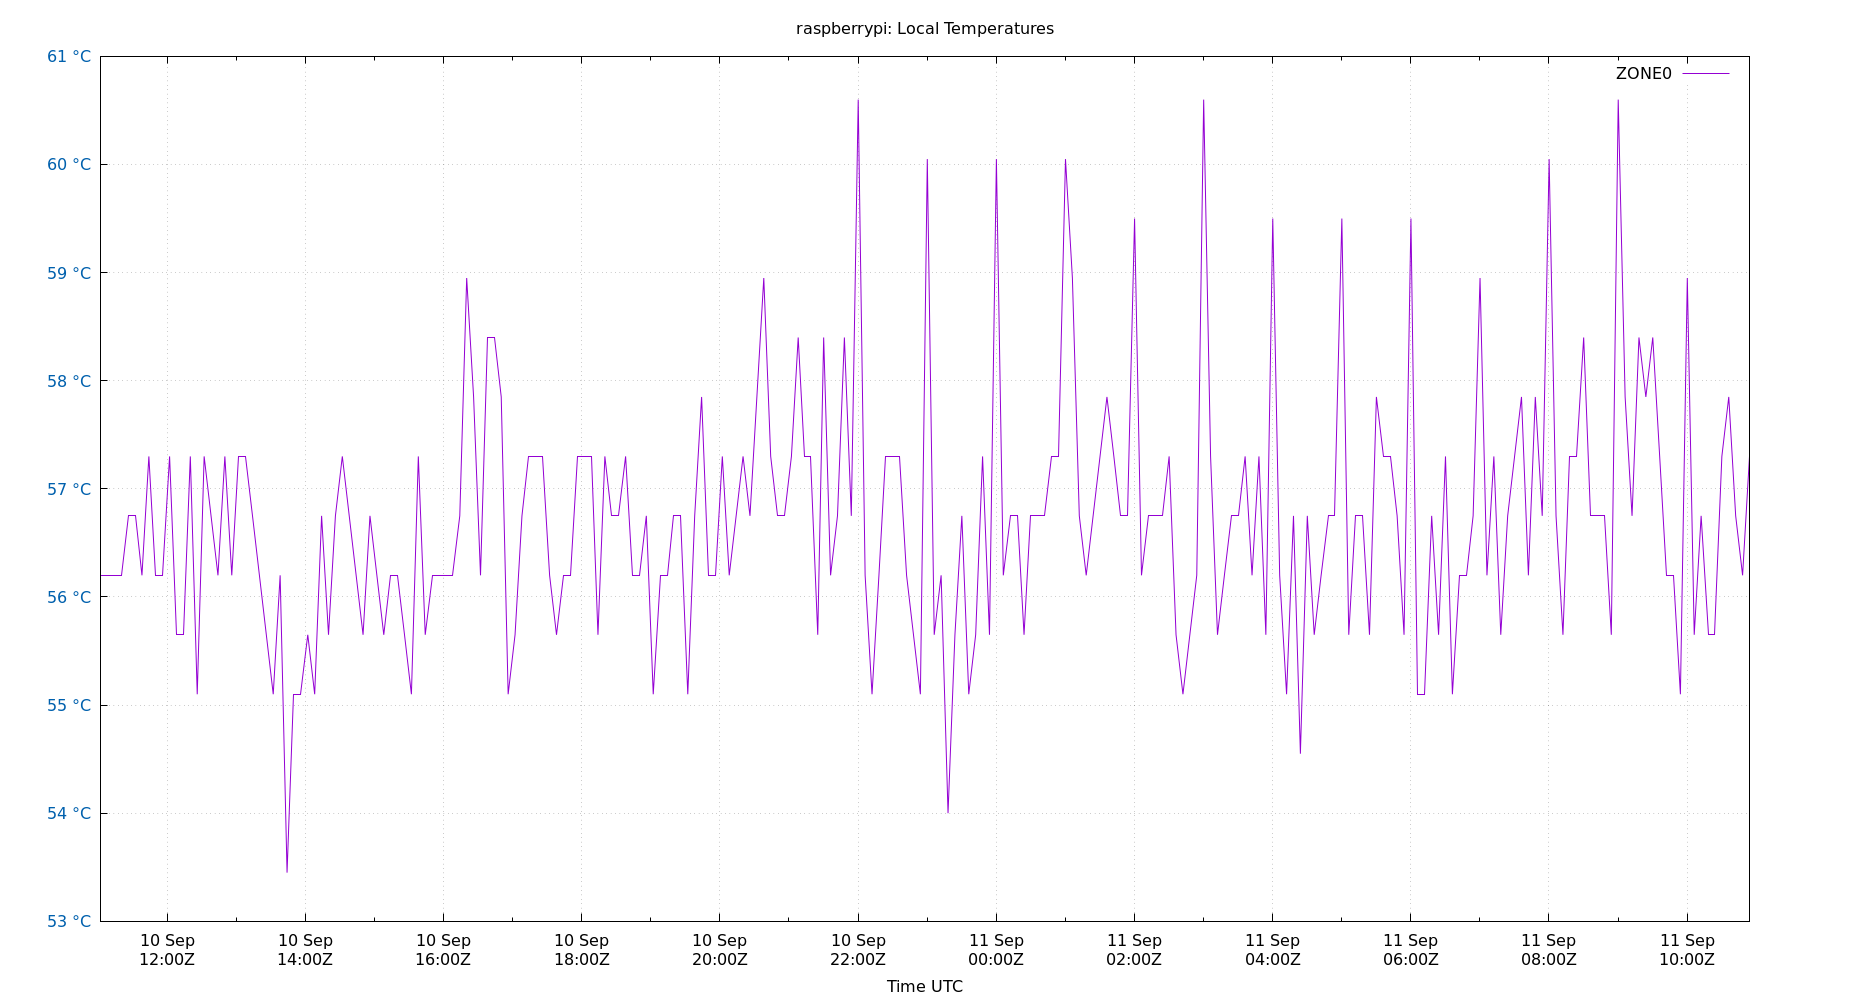 raspberrypi: Local Temperatures
61 °C
ZONE0
60 °C
59 °C
58 °C
57 °C
56 °C
55 °C
54 °C
53 °C
10 Sep 10 Sep 10 Sep 10 Sep 10 Sep 10 Sep 11 Sep 11 Sep 11 Sep 11 Sep 11 Sep 11 Sep
12:00Z 14:00Z 16:00Z 18:00Z 20:00Z 22:00Z 00:00Z 02:00Z 04:00Z 06:00Z 08:00Z 10:00Z
Time UTC